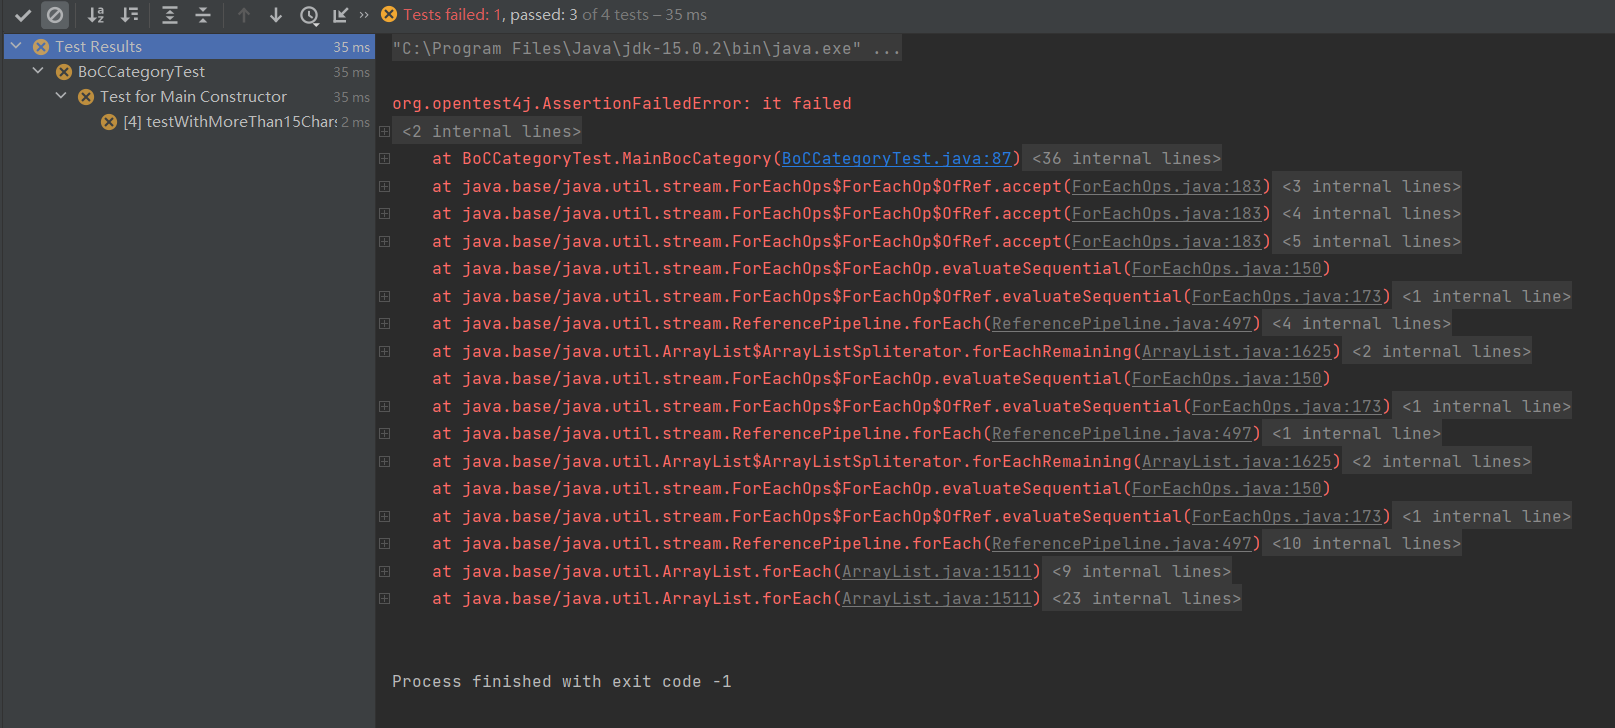 Tests failed: 1, passed: 3 of 4 tests – 35 ms
Test Results 35 ms
BoCCategoryTest 35 ms
Test for Main Constructor 35 ms
[4] testWithMoreThan15Chars 2 ms
"C:\Program Files\Java\jdk-15.0.2\bin\java.exe" ...
org.opentest4j.AssertionFailedError: it failed
<2 internal lines>
at BoCCategoryTest.MainBocCategory(BoCCategoryTest.java:87) <36 internal lines>
at java.base/java.util.stream.ForEachOps$ForEachOp$OfRef.accept(ForEachOps.java:183) <3 internal lines>
at java.base/java.util.stream.ForEachOps$ForEachOp$OfRef.accept(ForEachOps.java:183) <4 internal lines>
at java.base/java.util.stream.ForEachOps$ForEachOp$OfRef.accept(ForEachOps.java:183) <5 internal lines>
at java.base/java.util.stream.ForEachOps$ForEachOp.evaluateSequential(ForEachOps.java:150)
at java.base/java.util.stream.ForEachOps$ForEachOp$OfRef.evaluateSequential(ForEachOps.java:173) <1 internal line>
at java.base/java.util.stream.ReferencePipeline.forEach(ReferencePipeline.java:497) <4 internal lines>
at java.base/java.util.ArrayList$ArrayListSpliterator.forEachRemaining(ArrayList.java:1625) <2 internal lines>
at java.base/java.util.stream.ForEachOps$ForEachOp.evaluateSequential(ForEachOps.java:150)
at java.base/java.util.stream.ForEachOps$ForEachOp$OfRef.evaluateSequential(ForEachOps.java:173) <1 internal line>
at java.base/java.util.stream.ReferencePipeline.forEach(ReferencePipeline.java:497) <1 internal line>
at java.base/java.util.ArrayList$ArrayListSpliterator.forEachRemaining(ArrayList.java:1625) <2 internal lines>
at java.base/java.util.stream.ForEachOps$ForEachOp.evaluateSequential(ForEachOps.java:150)
at java.base/java.util.stream.ForEachOps$ForEachOp$OfRef.evaluateSequential(ForEachOps.java:173) <1 internal line>
at java.base/java.util.stream.ReferencePipeline.forEach(ReferencePipeline.java:497) <10 internal lines>
at java.base/java.util.ArrayList.forEach(ArrayList.java:1511) <9 internal lines>
at java.base/java.util.ArrayList.forEach(ArrayList.java:1511) <23 internal lines>
Process finished with exit code -1